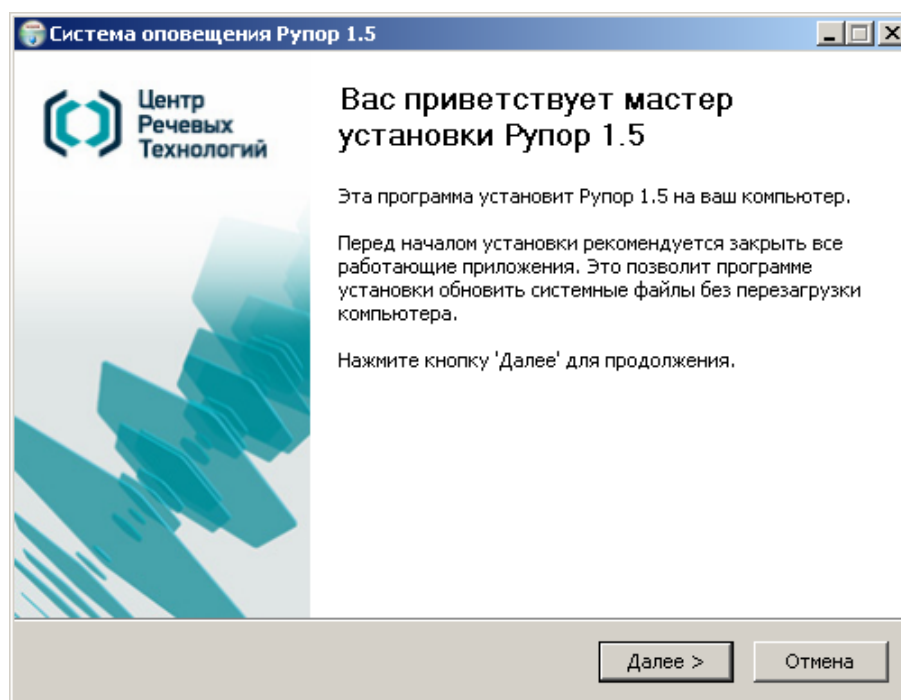 Система оповещения Рупор 1.5
Центр
Речевых
Технологий
Вас приветствует мастер
установки Рупор 1.5
Эта программа установит Рупор 1.5 на ваш компьютер.
Перед началом установки рекомендуется закрыть все
работающие приложения. Это позволит программе
установки обновить системные файлы без перезагрузки
компьютера.
Нажмите кнопку 'Далее' для продолжения.
Далее >
Отмена